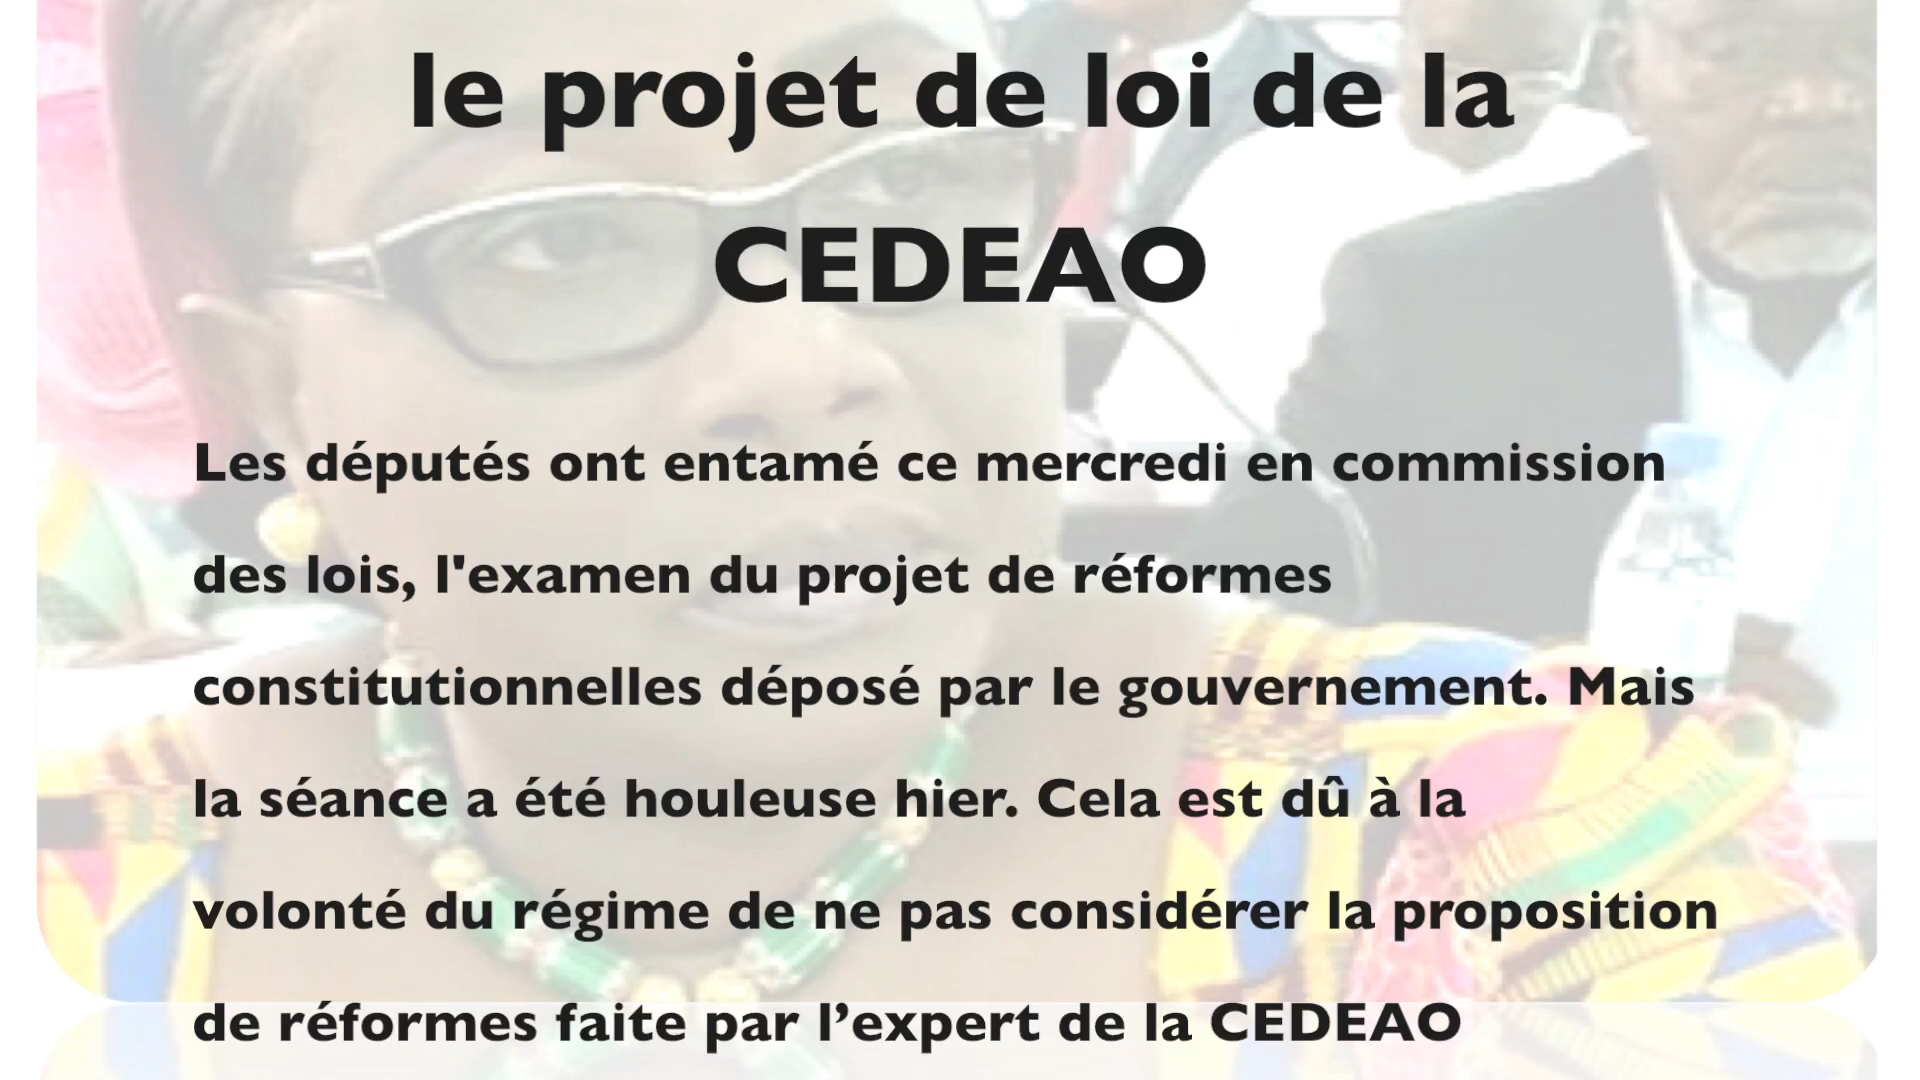 le projet de loi de la
CEDEAO
Les députés ont entamé ce mercredi en commission
des lois, l'examen du projet de réformes
constitutionnelles déposé par le gouvernement. Mais
la séance a été houleuse hier. Cela est dû à la
volonté du régime de ne pas considérer la proposition
de réformes faite par l’expert de la CEDEAO